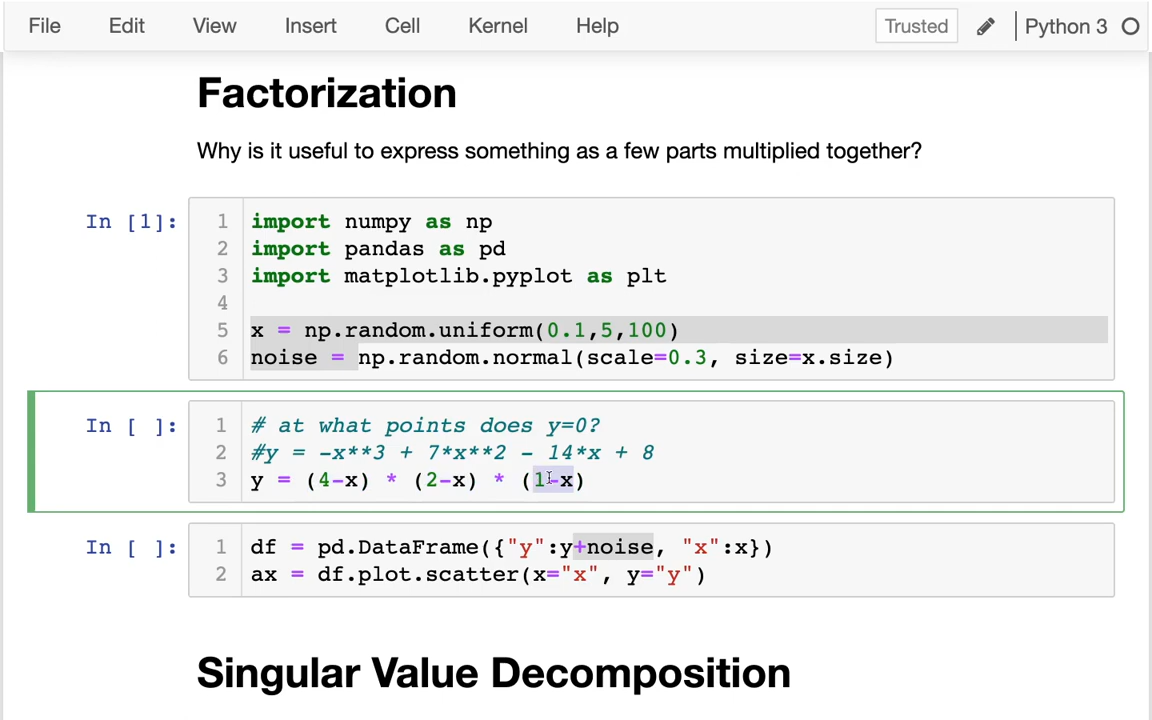 File Edit View Insert Cell Kernel Help Trusted Python 3
Factorization
Why is it useful to express something as a few parts multiplied together?
In [1]:
1 import numpy as np
2 import pandas as pd
3 import matplotlib.pyplot as plt
4
5 x = np.random.uniform(0.1,5,100)
6 noise = np.random.normal(scale=0.3, size=x.size)
In [ ]:
1 # at what points does y=0?
2 #y = -x**3 + 7*x**2 - 14*x + 8
3 y = (4-x) * (2-x) * (1-x)
In [ ]:
1 df = pd.DataFrame({"y":y+noise, "x":x})
2 ax = df.plot.scatter(x="x", y="y")
Singular Value Decomposition